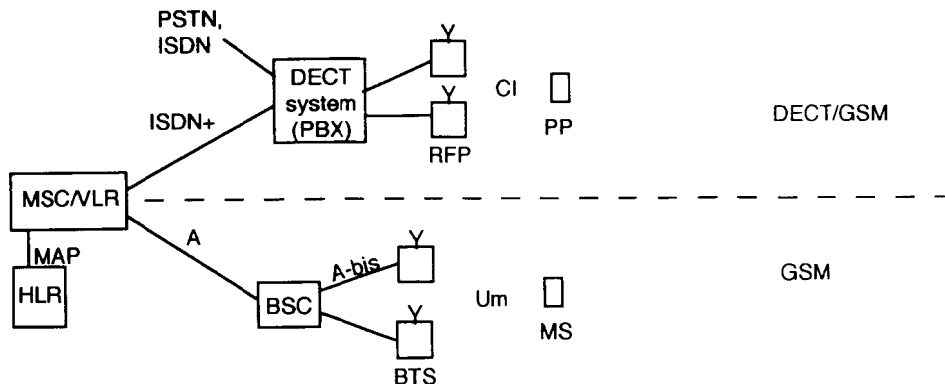 PSTN,
ISDN
DECT
system
(PBX)
Y
Y
CI
PP
RFP
DECT/GSM
ISDN+
MSC/VLR
A
MAP
HLR
BSC
A-bis
Y
Y
BTS
Um
MS
GSM